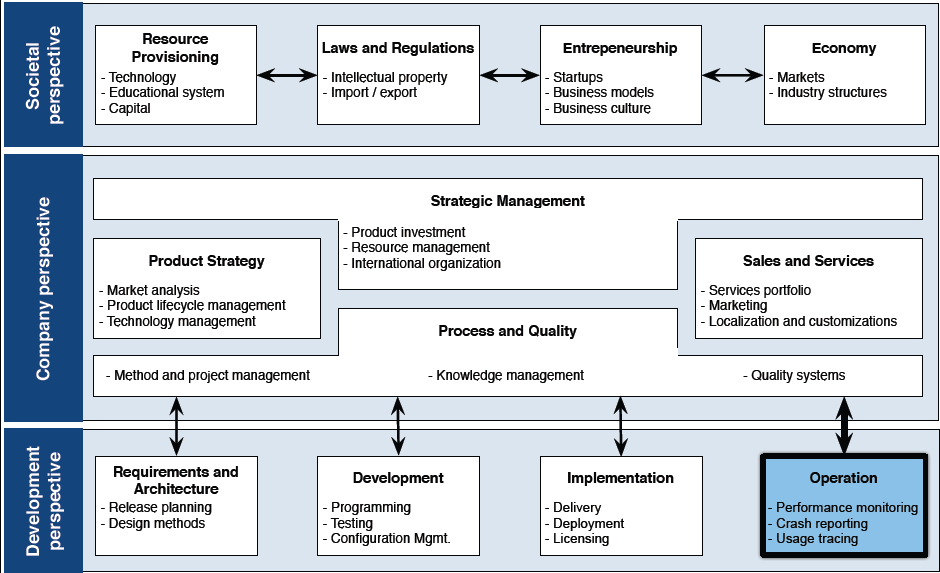 Societal
perspective
Resource
Provisioning
- Technology
- Educational system
- Capital
Laws and Regulations
- Intellectual property
- Import / export
Entrepeneurship
- Startups
- Business models
- Business culture
Economy
- Markets
- Industry structures
Company perspective
Strategic Management
- Product investment
- Resource management
- International organization
Product Strategy
- Market analysis
- Product lifecycle management
- Technology management
Sales and Services
- Services portfolio
- Marketing
- Localization and customizations
Process and Quality
- Method and project management
- Knowledge management
- Quality systems
Development
perspective
Requirements and
Architecture
- Release planning
- Design methods
Development
- Programming
- Testing
- Configuration Mgmt.
Implementation
- Delivery
- Deployment
- Licensing
Operation
- Performance monitoring
- Crash reporting
- Usage tracing